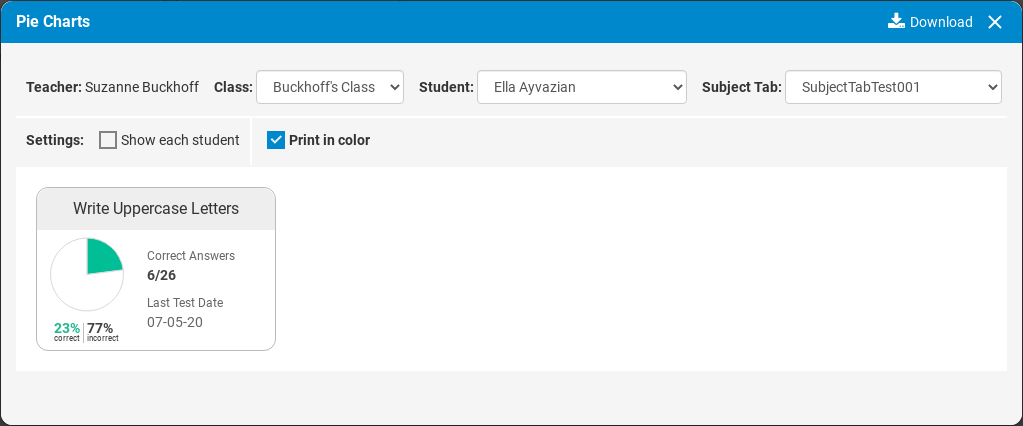 Pie Charts
Download
Teacher: Suzanne Buckhoff Class: Buckhoff's Class Student: Ella Ayvazian Subject Tab: SubjectTabTest001
Settings: Show each student Print in color
Write Uppercase Letters
Correct Answers
6/26
Last Test Date
07-05-20
23% 77%
correct incorrect